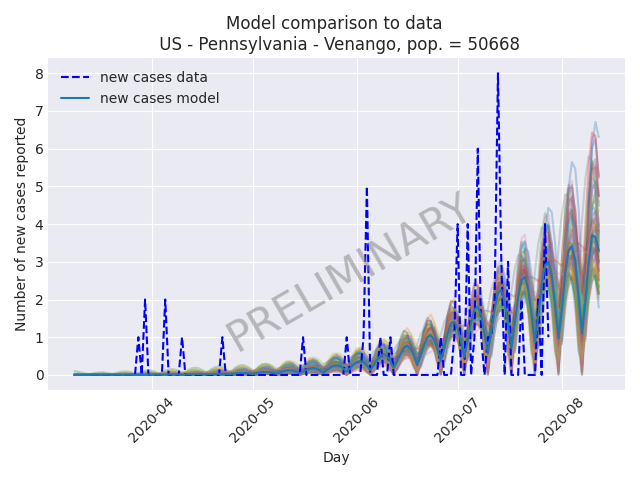 Model comparison to data
US - Pennsylvania - Venango, pop. = 50668
new cases data
new cases model
PRELIMINARY
Number of new cases reported
8
7
6
5
4
3
2
1
0
2020-04
2020-05
2020-06
2020-07
2020-08
Day